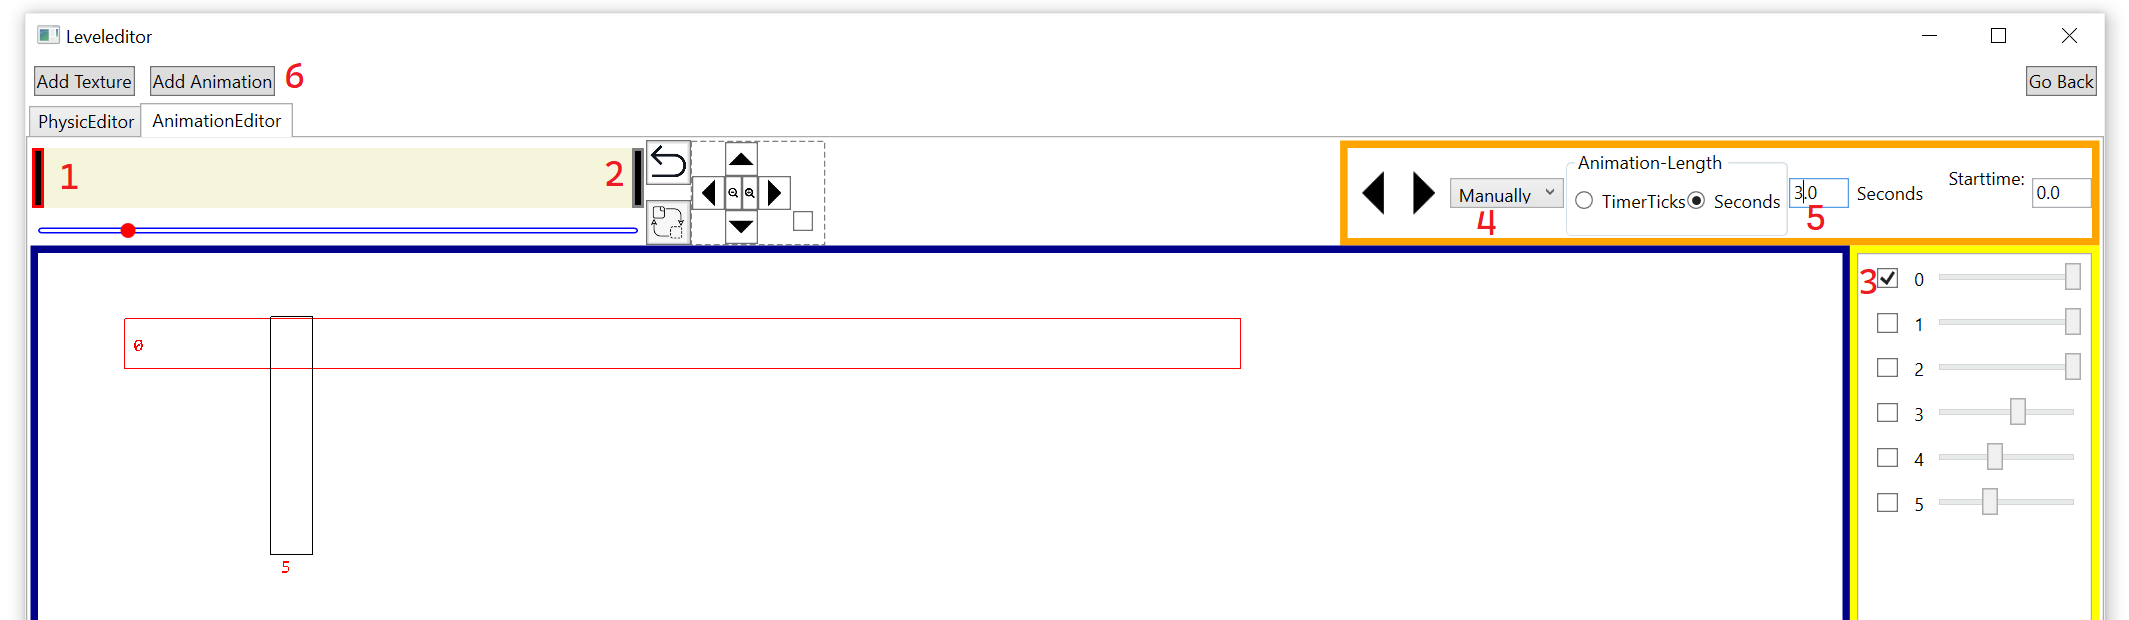 Leveleditor
Add Texture Add Animation 6 Go Back
PhysicEditor AnimationEditor
1 2
Animation-Length
Manually TimerTicks Seconds 3.0 Seconds Starttime: 0.0
4 5
3 0
1
2
3
4
5
0
5